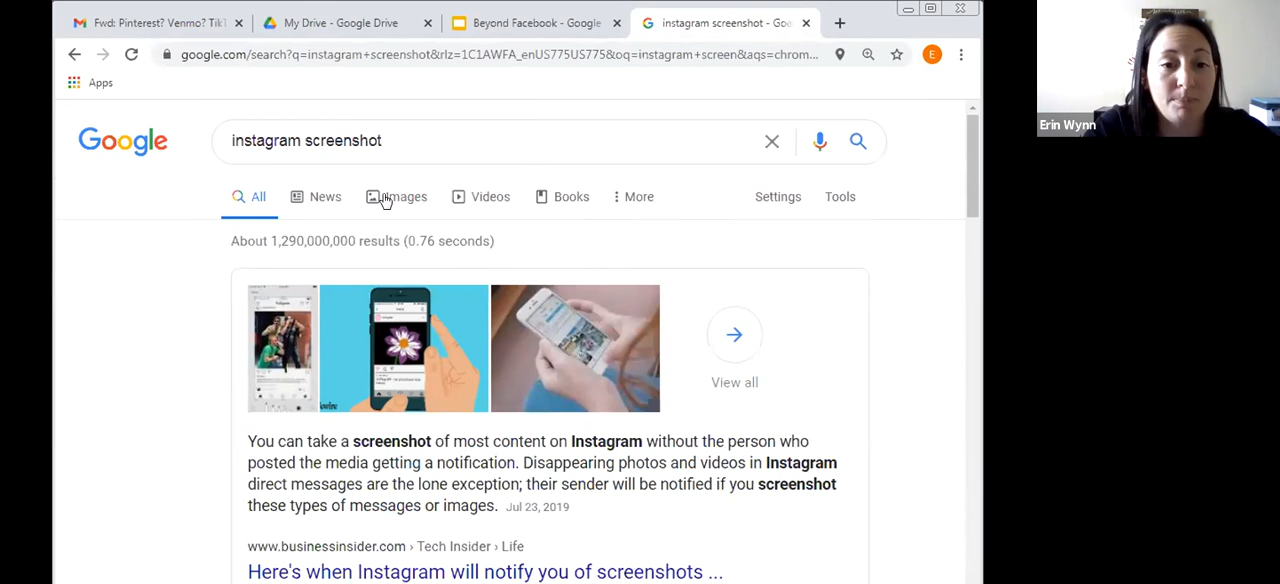 Fwd: Pinterest? Venmo? TikT
My Drive - Google Drive
Beyond Facebook - Google
instagram screenshot - Goo
google.com/search?q=instagram+screenshot&rlz=1C1AWFA_enUS775US775&oq=instagram+screen&aqs=chrom...
E
Apps
Erin Wynn
Google
instagram screenshot
All
News
Images
Videos
Books
More
Settings
Tools
About 1,290,000,000 results (0.76 seconds)
View all
You can take a screenshot of most content on Instagram without the person who
posted the media getting a notification. Disappearing photos and videos in Instagram
direct messages are the lone exception; their sender will be notified if you screenshot
these types of messages or images. Jul 23, 2019
www.businessinsider.com › Tech Insider › Life
Here's when Instagram will notify you of screenshots ...